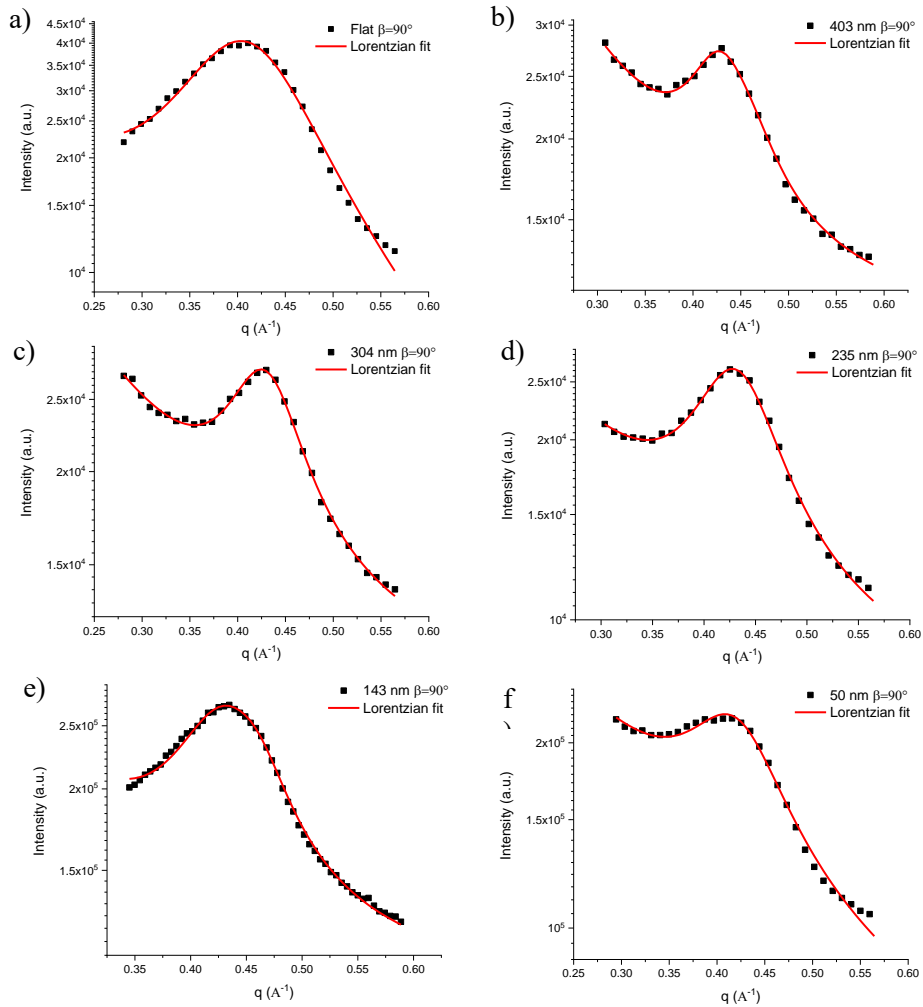 a)
Flat β=90°
Lorentzian fit
4.5x10⁴
4x10⁴
3.5x10⁴
3x10⁴
2.5x10⁴
2x10⁴
10⁴
Intensity (a.u.)
0.25 0.30 0.35 0.40 0.45 0.50 0.55 0.60
q (A⁻¹)
b)
403 nm β=90°
Lorentzian fit
3x10⁴
2.5x10⁴
2x10⁴
1.5x10⁴
Intensity (a.u.)
0.30 0.35 0.40 0.45 0.50 0.55 0.60
q (A⁻¹)
c)
304 nm β=90°
Lorentzian fit
2.5x10⁴
2x10⁴
1.5x10⁴
Intensity (a.u.)
0.25 0.30 0.35 0.40 0.45 0.50 0.55 0.60
q (A⁻¹)
d)
235 nm β=90°
Lorentzian fit
2.5x10⁴
2x10⁴
1.5x10⁴
10⁴
Intensity (a.u.)
0.30 0.35 0.40 0.45 0.50 0.55 0.60
q (A⁻¹)
e)
143 nm β=90°
Lorentzian fit
2.5x10⁵
2x10⁵
1.5x10⁵
Intensity (a.u.)
0.35 0.40 0.45 0.50 0.55 0.60
q (A⁻¹)
f
50 nm β=90°
Lorentzian fit
2x10⁵
1.5x10⁵
10⁵
Intensity (a.u.)
0.25 0.30 0.35 0.40 0.45 0.50 0.55 0.60
q (A⁻¹)